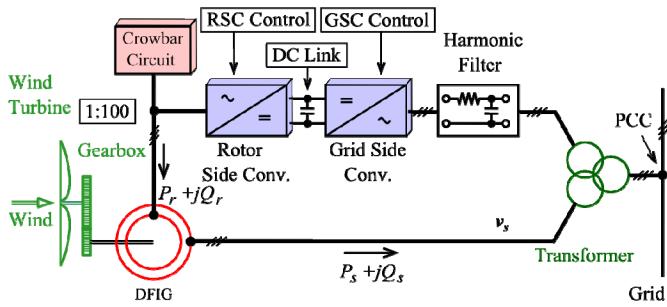 RSC Control
GSC Control
Crowbar
Circuit
DC Link
Harmonic
Filter
Wind
Turbine
1:100
~
=
=
~
PCC
Gearbox
Rotor
Side Conv.
Grid Side
Conv.
P_r +jQ_r
Wind
v_s
Transformer
P_s +jQ_s
DFIG
Grid